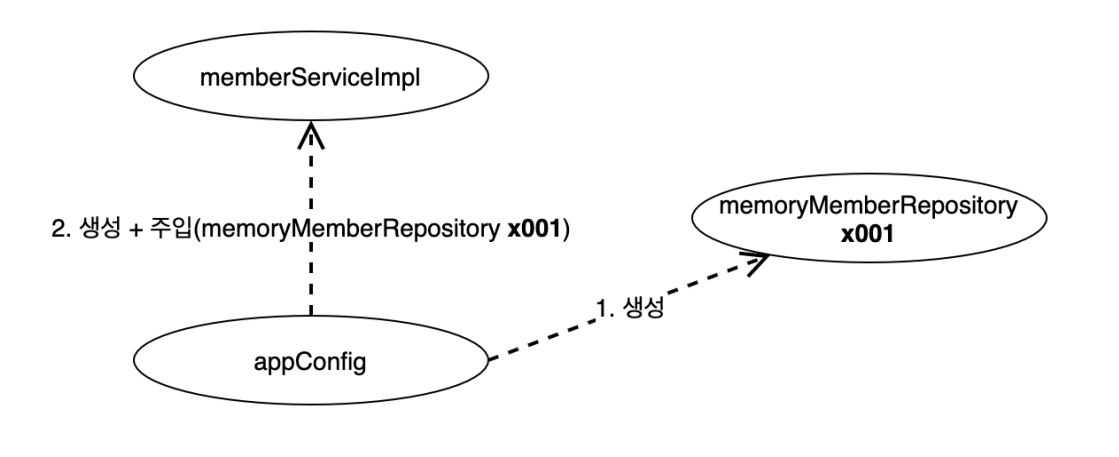 memberServiceImpl
memoryMemberRepository
x001
2. 생성 + 주입(memoryMemberRepository x001)
1. 생성
appConfig